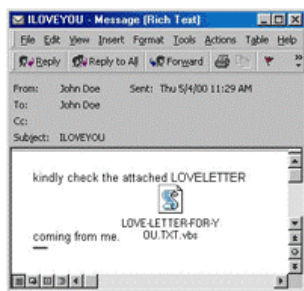 ILOVEYOU - Message (Rich Text)
File Edit View Insert Format Tools Actions Table Help
Reply Reply to All Forward
From: John Doe Sent: Thu 5/4/00 11:29 AM
To: John Doe
Cc:
Subject: ILOVEYOU
kindly check the attached LOVELETTER
LOVE-LETTER-FOR-Y
coming from me. OU.TXT.vbs